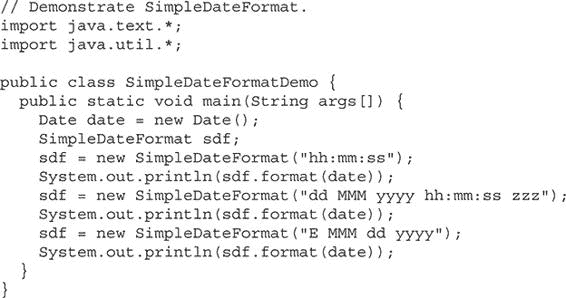 // Demonstrate SimpleDateFormat.
import java.text.*;
import java.util.*;

public class SimpleDateFormatDemo {
  public static void main(String args[]) {
    Date date = new Date();
    SimpleDateFormat sdf;
    sdf = new SimpleDateFormat("hh:mm:ss");
    System.out.println(sdf.format(date));
    sdf = new SimpleDateFormat("dd MMM yyyy hh:mm:ss zzz");
    System.out.println(sdf.format(date));
    sdf = new SimpleDateFormat("E MMM dd yyyy");
    System.out.println(sdf.format(date));
  }
}